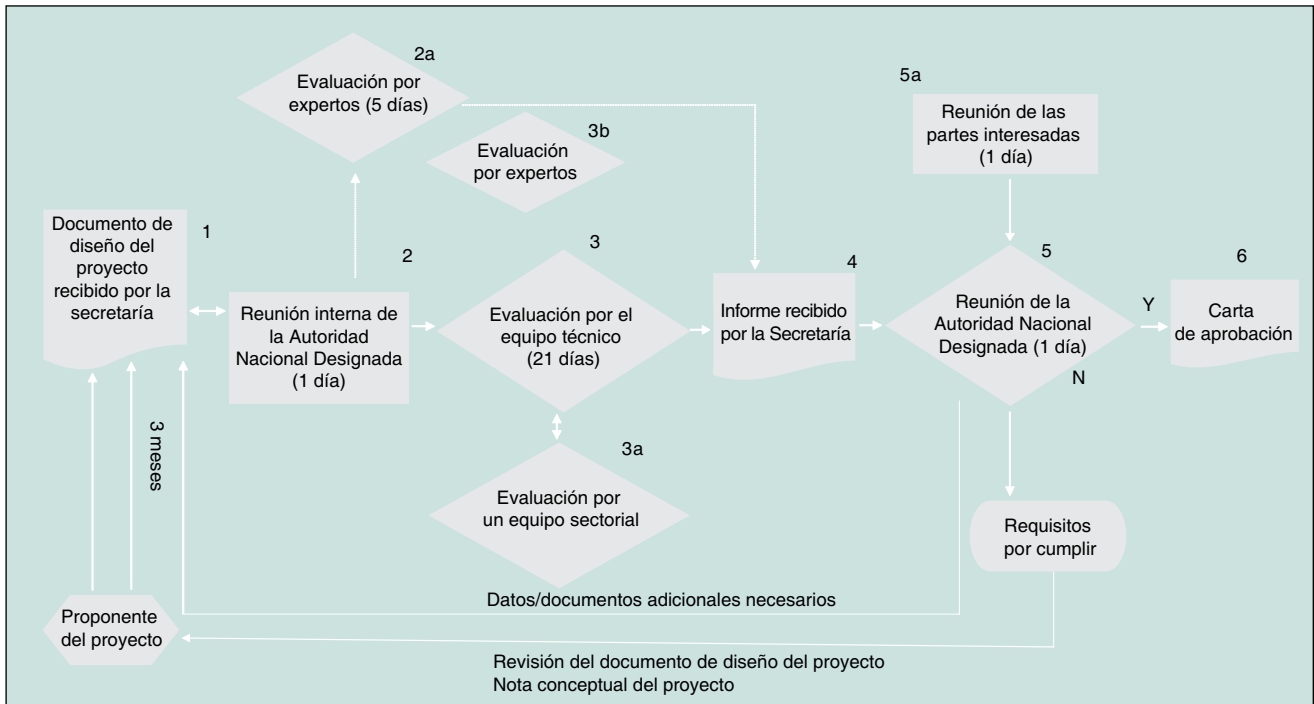 2a
Evaluación por
expertos (5 días)
3b
Evaluación
por expertos
5a
Reunión de las
partes interesadas
(1 día)
Documento de
diseño del
proyecto
recibido por la
secretaría
1
2
Reunión interna de
la Autoridad
Nacional Designada
(1 día)
3
Evaluación por el
equipo técnico
(21 días)
3a
Evaluación por
un equipo sectorial
4
Informe recibido
por la Secretaría
5
Reunión de la
Autoridad Nacional
Designada (1 día)
Y
N
6
Carta
de aprobación
Requisitos
por cumplir
3 meses
Proponente
del proyecto
Datos/documentos adicionales necesarios
Revisión del documento de diseño del proyecto
Nota conceptual del proyecto